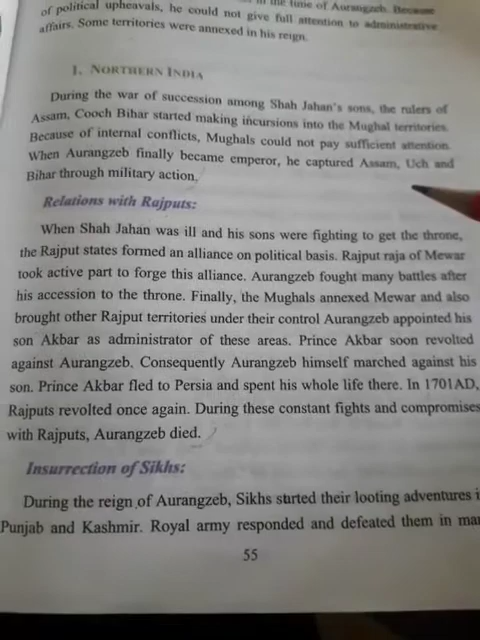 in the time of Aurangzeb. Because
of political upheavals, he could not give full attention to administrative
affairs. Some territories were annexed in his reign.
1. NORTHERN INDIA
During the war of succession among Shah Jahan's sons, the rulers of
Assam, Cooch Bihar started making incursions into the Mughal territories.
Because of internal conflicts, Mughals could not pay sufficient attention.
When Aurangzeb finally became emperor, he captured Assam, Uch and
Bihar through military action.
Relations with Rajputs:
When Shah Jahan was ill and his sons were fighting to get the throne,
the Rajput states formed an alliance on political basis. Rajput raja of Mewar
took active part to forge this alliance. Aurangzeb fought many battles after
his accession to the throne. Finally, the Mughals annexed Mewar and also
brought other Rajput territories under their control Aurangzeb appointed his
son Akbar as administrator of these areas. Prince Akbar soon revolted
against Aurangzeb. Consequently Aurangzeb himself marched against his
son. Prince Akbar fled to Persia and spent his whole life there. In 1701AD,
Rajputs revolted once again. During these constant fights and compromises
with Rajputs, Aurangzeb died.
Insurrection of Sikhs:
During the reign of Aurangzeb, Sikhs started their looting adventures i
Punjab and Kashmir. Royal army responded and defeated them in ma
55